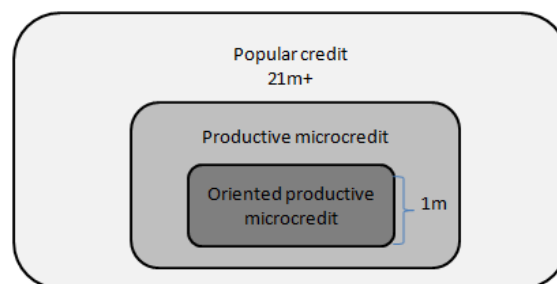 Popular credit
21m+
Productive microcredit
Oriented productive
microcredit
1m